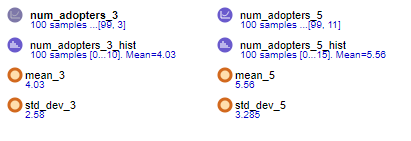 num_adopters_3
100 samples ...[99, 3]
num_adopters_3_hist
100 samples [0...10]. Mean=4.03
mean_3
4.03
std_dev_3
2.58
num_adopters_5
100 samples ...[99, 11]
num_adopters_5_hist
100 samples [0...15]. Mean=5.56
mean_5
5.56
std_dev_5
3.285